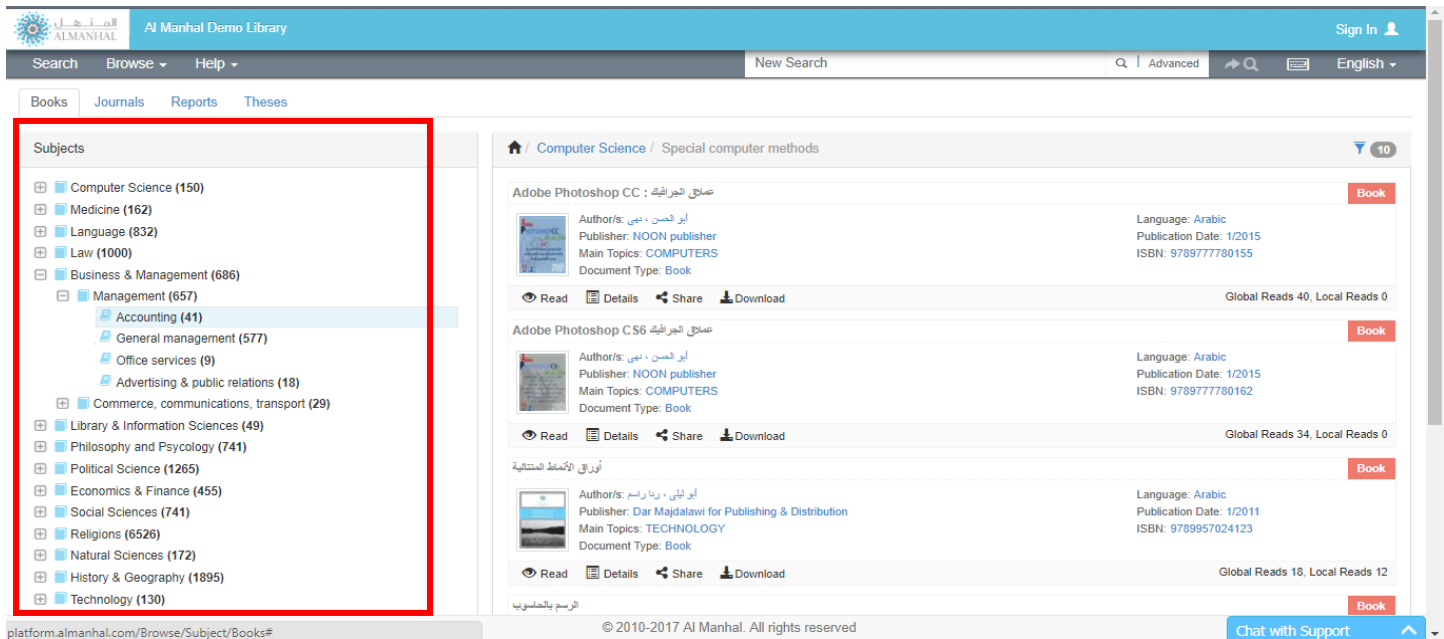 المنهل
ALMANHAL
Al Manhal Demo Library
Sign In
Search Browse Help
New Search
Advanced
English
Books Journals Reports Theses
Subjects
Computer Science (150)
Medicine (162)
Language (832)
Law (1000)
Business & Management (686)
Management (657)
Accounting (41)
General management (577)
Office services (9)
Advertising & public relations (18)
Commerce, communications, transport (29)
Library & Information Sciences (49)
Philosophy and Psycology (741)
Political Science (1265)
Economics & Finance (455)
Social Sciences (741)
Religions (6526)
Natural Sciences (172)
History & Geography (1895)
Technology (130)
platform.almanhal.com/Browse/Subject/Books#
/ Computer Science / Special computer methods
10
Adobe Photoshop CC : عملاق الجرافيك
Book
Author/s: أبو الحسن ، نهى
Language: Arabic
Publisher: NOON publisher
Publication Date: 1/2015
Main Topics: COMPUTERS
ISBN: 9789777780155
Document Type: Book
Read Details Share Download
Global Reads 40, Local Reads 0
Adobe Photoshop CS6 عملاق الجرافيك
Book
Author/s: أبو الحسن ، نهى
Language: Arabic
Publisher: NOON publisher
Publication Date: 1/2015
Main Topics: COMPUTERS
ISBN: 9789777780162
Document Type: Book
Read Details Share Download
Global Reads 34, Local Reads 0
أوراق الأنماط المتتالية
Book
Author/s: أبو ليلى ، ردا راسم
Language: Arabic
Publisher: Dar Majdalawi for Publishing & Distribution
Publication Date: 1/2011
Main Topics: TECHNOLOGY
ISBN: 9789957024123
Document Type: Book
Read Details Share Download
Global Reads 18, Local Reads 12
الرسم بالحاسوب
Book
© 2010-2017 Al Manhal. All rights reserved
Chat with Support